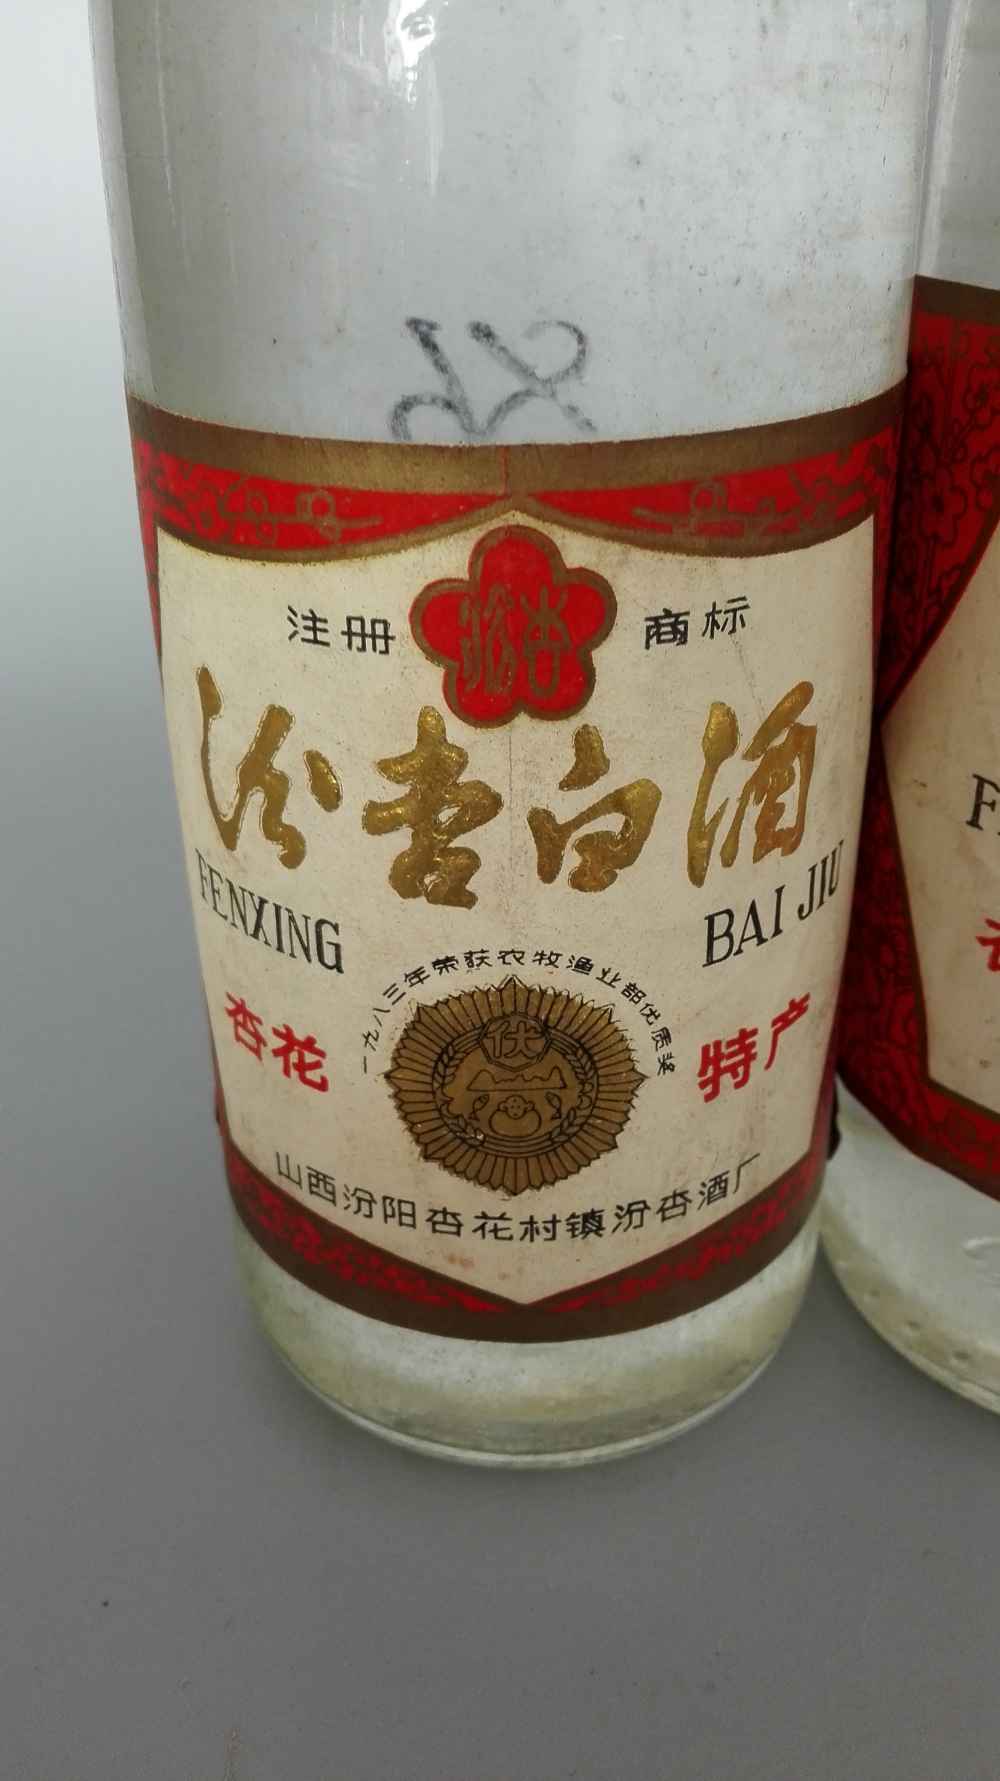 注册 商标
汾杏白酒
FENXING BAI JIU
一九八三年荣获农牧渔业部优质奖
优
杏花 特产
山西汾阳杏花村镇汾杏酒厂